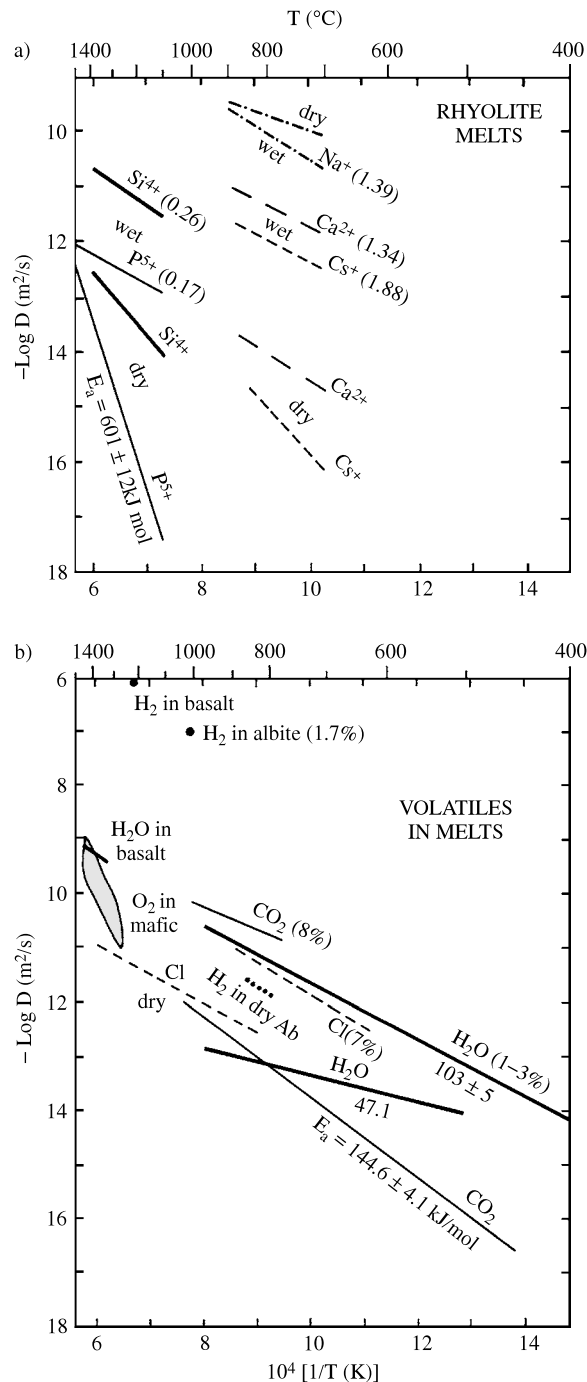 T (°C)
a)
1400 1200 1000 800 600 400
RHYOLITE
MELTS
dry
wet
Na⁺ (1.39)
Si⁴⁺ (0.26)
wet
Ca²⁺ (1.34)
wet
Cs⁺ (1.88)
P⁵⁺ (0.17)
Si⁴⁺
dry
Ca²⁺
dry
Cs⁺
Eₐ = 601 ± 12kJ mol
P⁵⁺
10
12
14
16
18
−Log D (m²/s)
6 8 10 12 14
b)
1400 1200 1000 800 600 400
H₂ in basalt
H₂ in albite (1.7%)
VOLATILES
IN MELTS
H₂O in
basalt
O₂ in
mafic
CO₂ (8%)
Cl
dry
H₂ in dry Ab
Cl(7%)
H₂O (1–3%)
103 ± 5
H₂O
47.1
Eₐ = 144.6 ± 4.1 kJ/mol
CO₂
6
8
10
12
14
16
18
− Log D (m²/s)
6 8 10 12 14
10⁴ [1/T (K)]